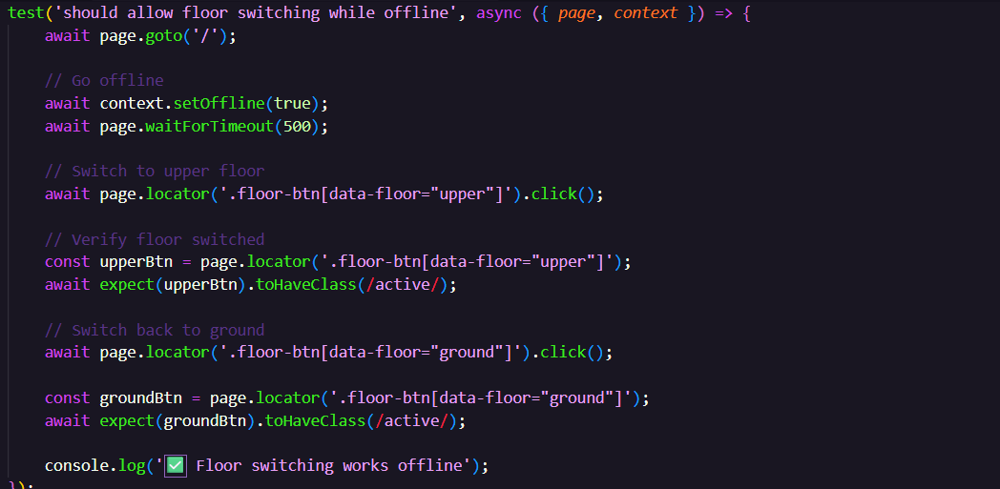 test('should allow floor switching while offline', async ({ page, context }) => {
    await page.goto('/');

    // Go offline
    await context.setOffline(true);
    await page.waitForTimeout(500);

    // Switch to upper floor
    await page.locator('.floor-btn[data-floor="upper"]').click();

    // Verify floor switched
    const upperBtn = page.locator('.floor-btn[data-floor="upper"]');
    await expect(upperBtn).toHaveClass(/active/);

    // Switch back to ground
    await page.locator('.floor-btn[data-floor="ground"]').click();

    const groundBtn = page.locator('.floor-btn[data-floor="ground"]');
    await expect(groundBtn).toHaveClass(/active/);

    console.log('✅ Floor switching works offline');
});